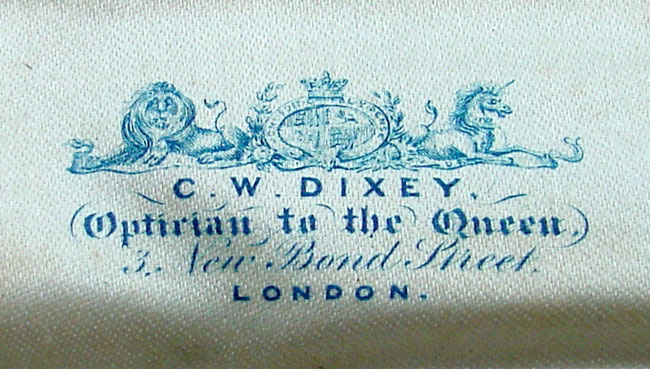 C. W. DIXEY.
(Optician to the Queen,)
3, New Bond Street.
LONDON.